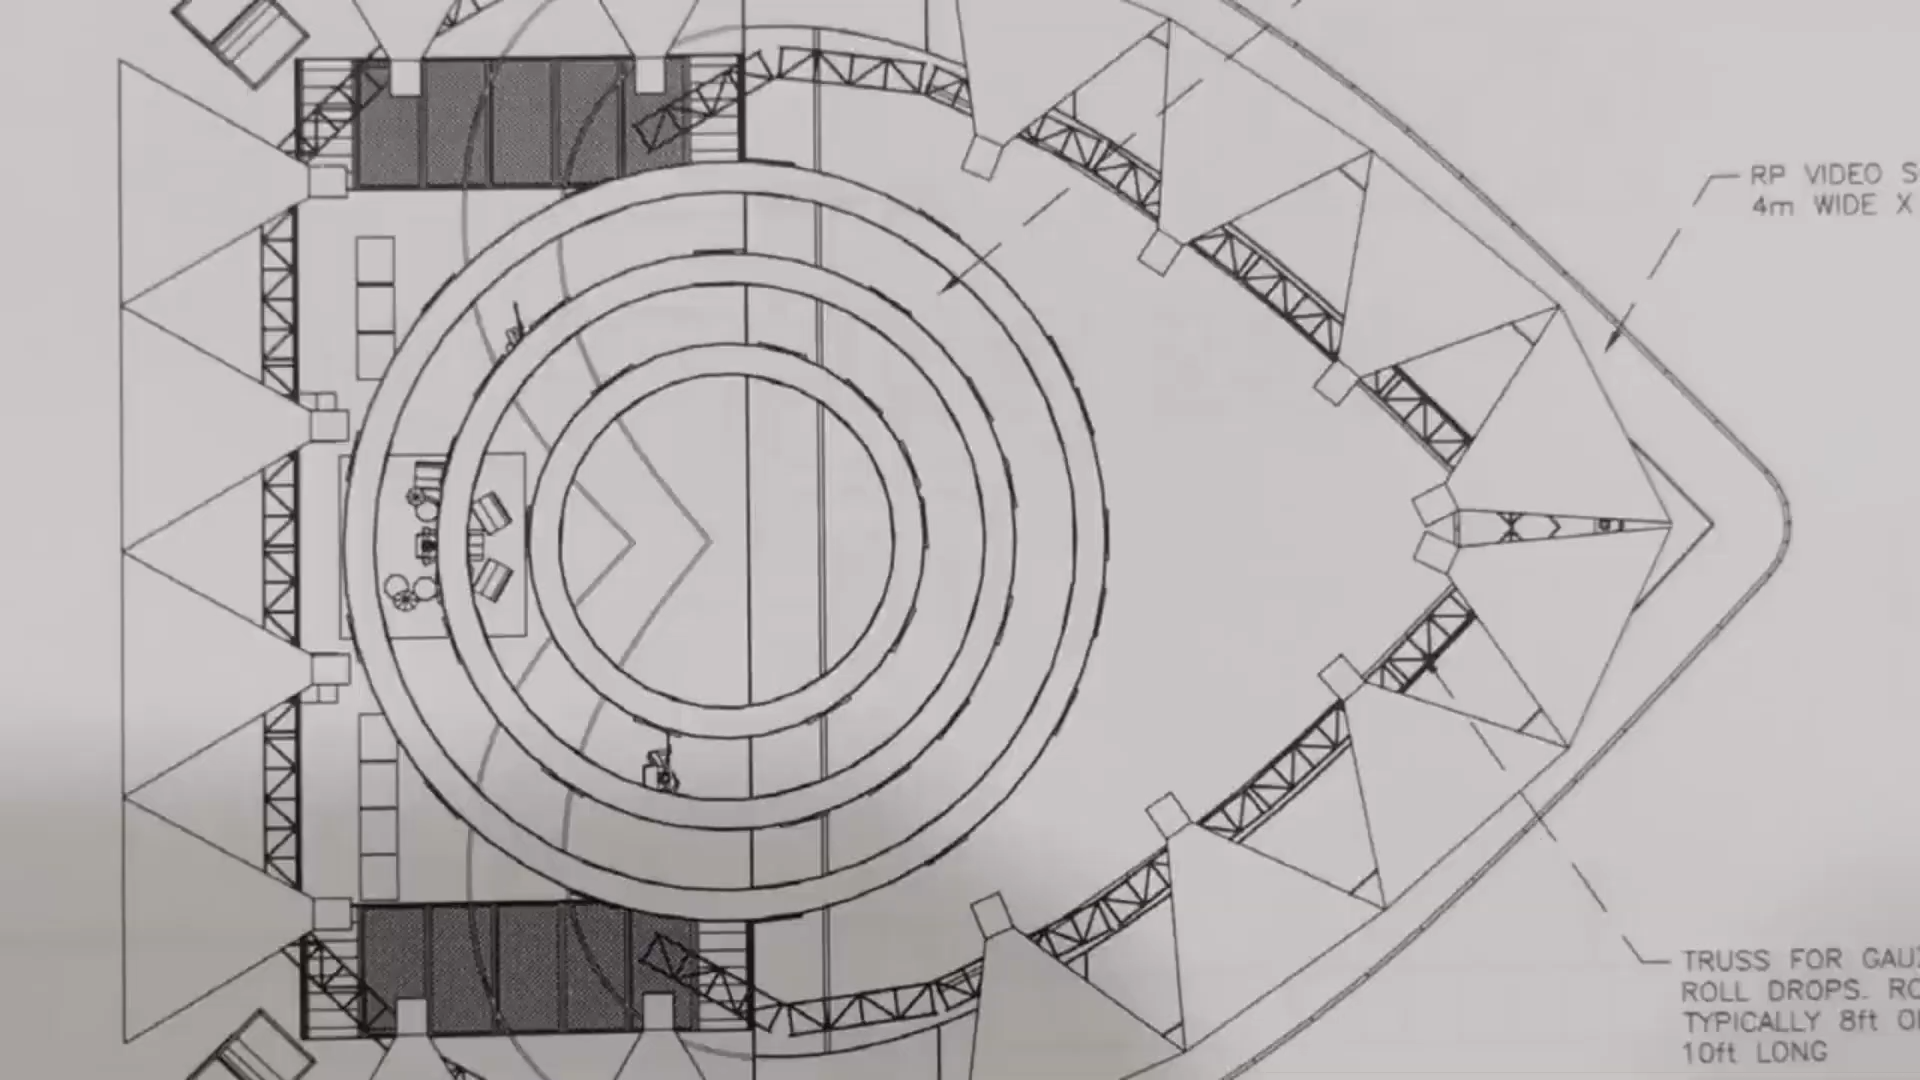 RP VIDEO
4m WIDE X
TRUSS FOR
ROLL DROPS.
TYPICALLY 8ft
10ft LONG